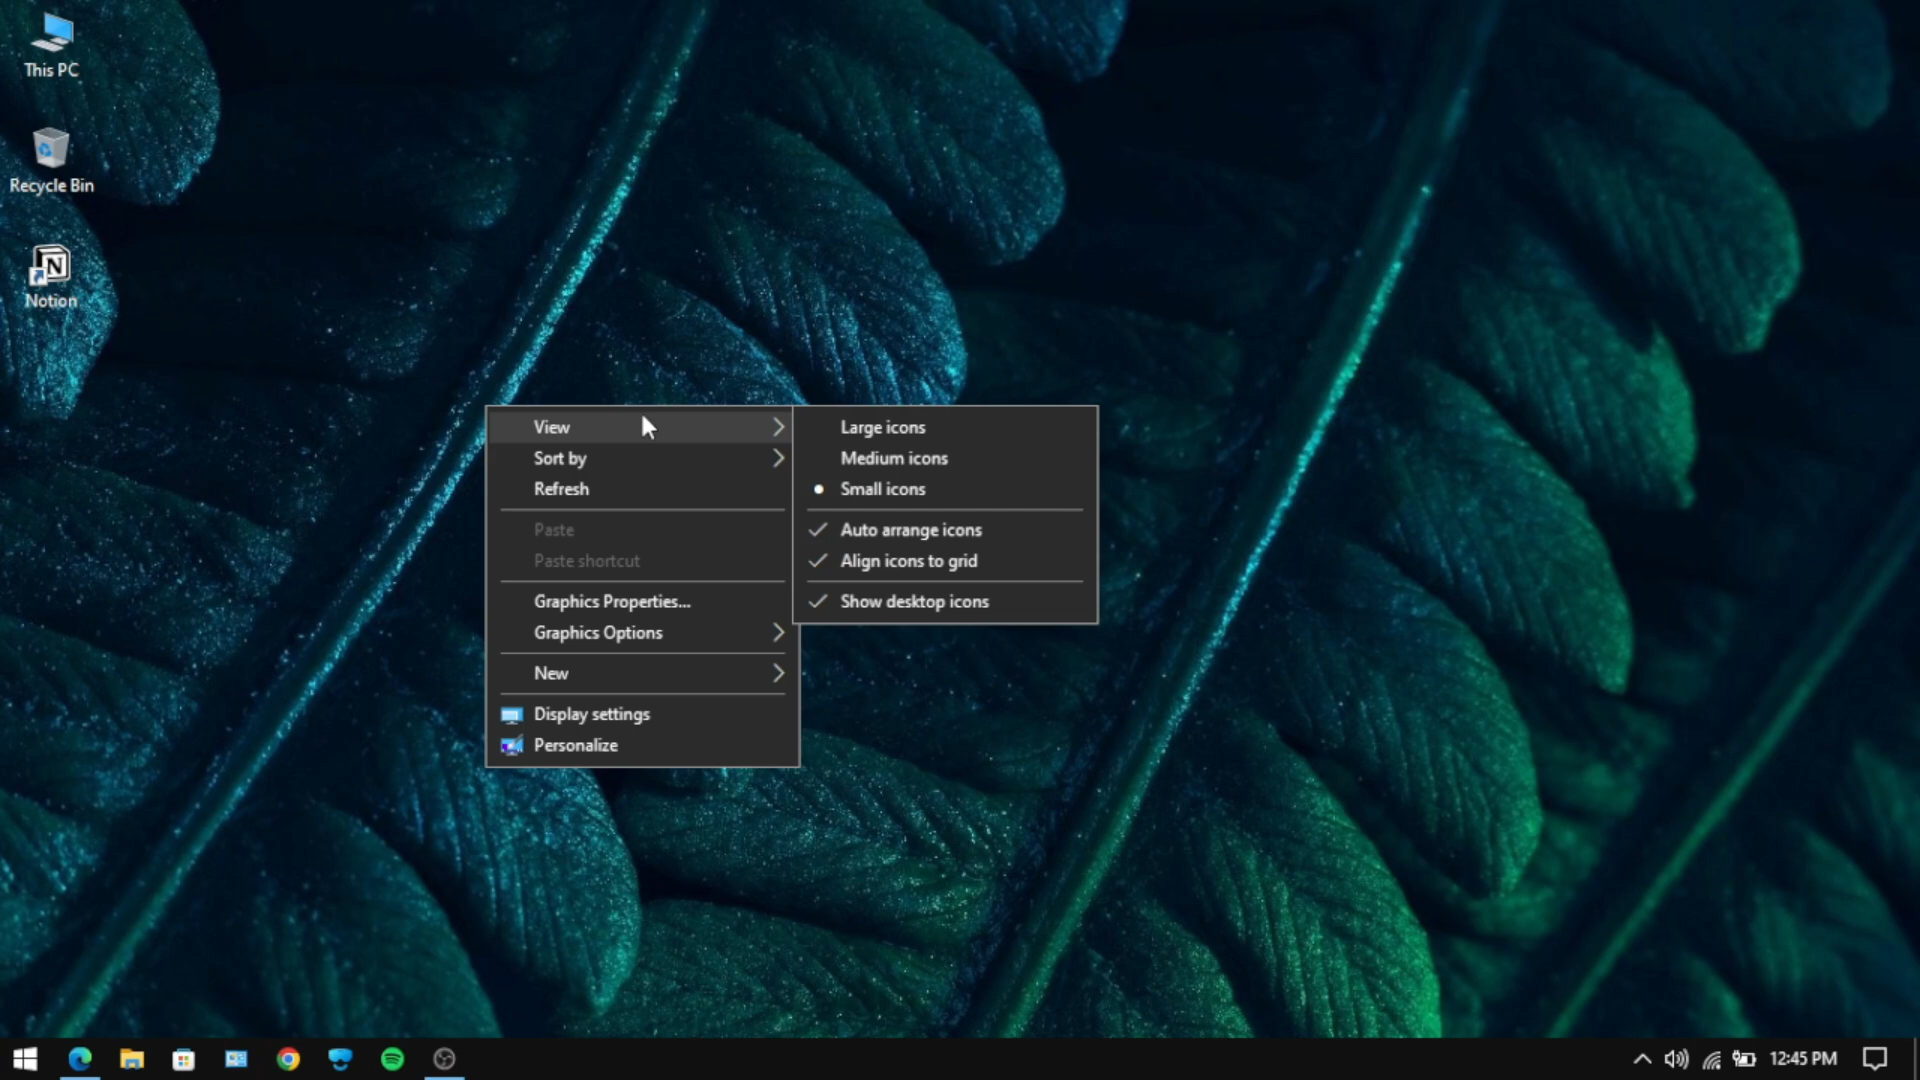 This PC
Recycle Bin
N
Notion
View
Sort by
Refresh
Paste
Paste shortcut
Graphics Properties...
Graphics Options
New
Display settings
Personalize
Large icons
Medium icons
Small icons
Auto arrange icons
Align icons to grid
Show desktop icons
12:45 PM